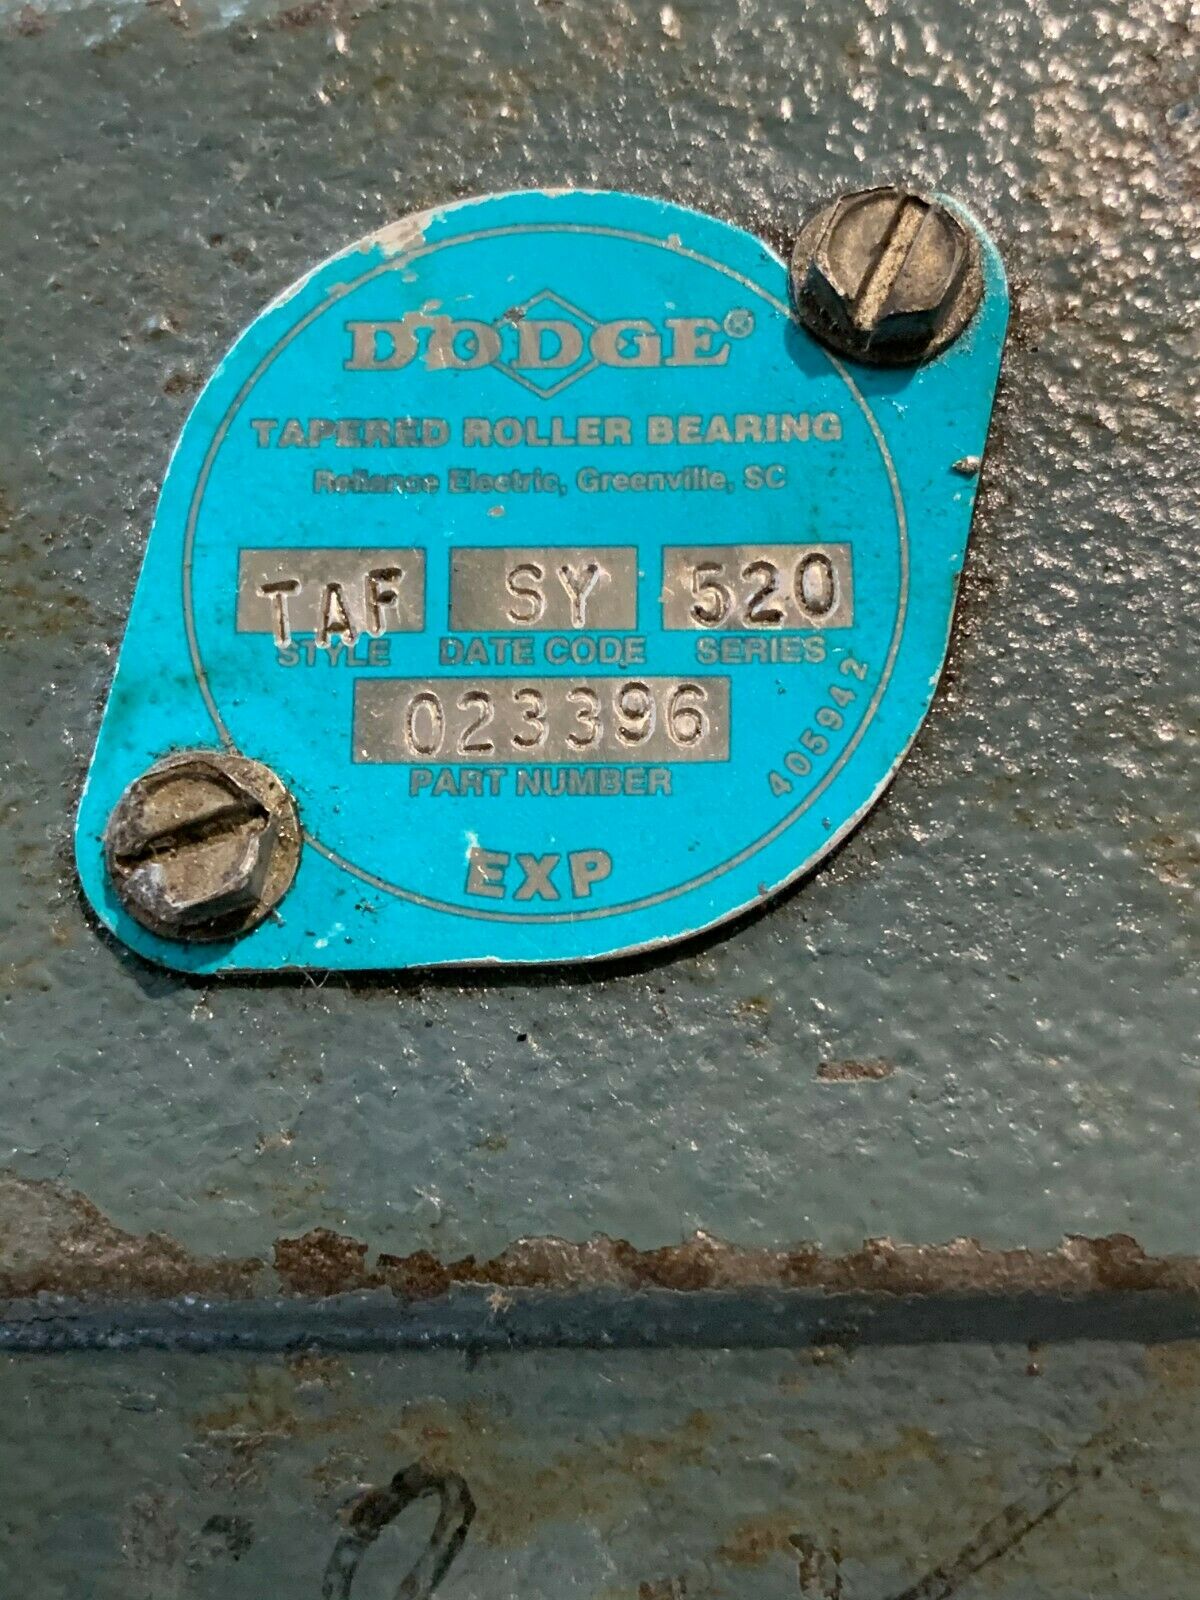 DODGE®
TAPERED ROLLER BEARING
Reliance Electric, Greenville, SC
TAF SY 520
STYLE DATE CODE SERIES
023396
PART NUMBER
405942
EXP